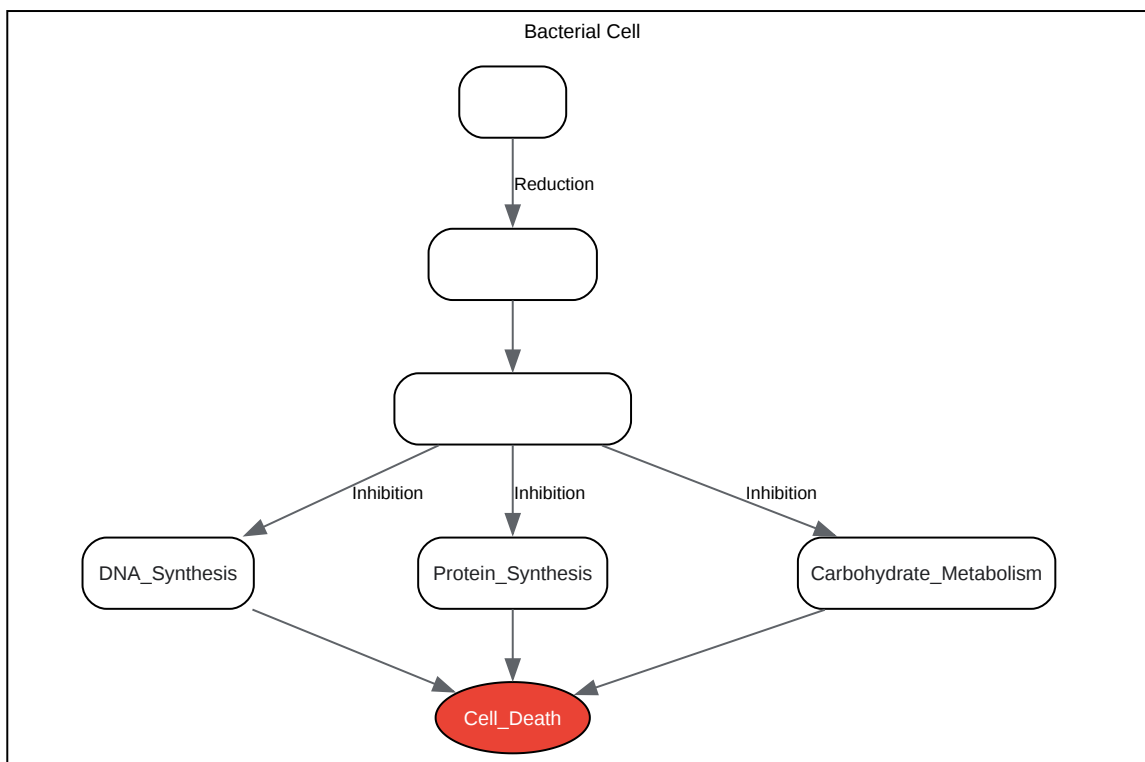 Bacterial Cell
Reduction
Inhibition
Inhibition
Inhibition
DNA_Synthesis
Protein_Synthesis
Carbohydrate_Metabolism
Cell_Death